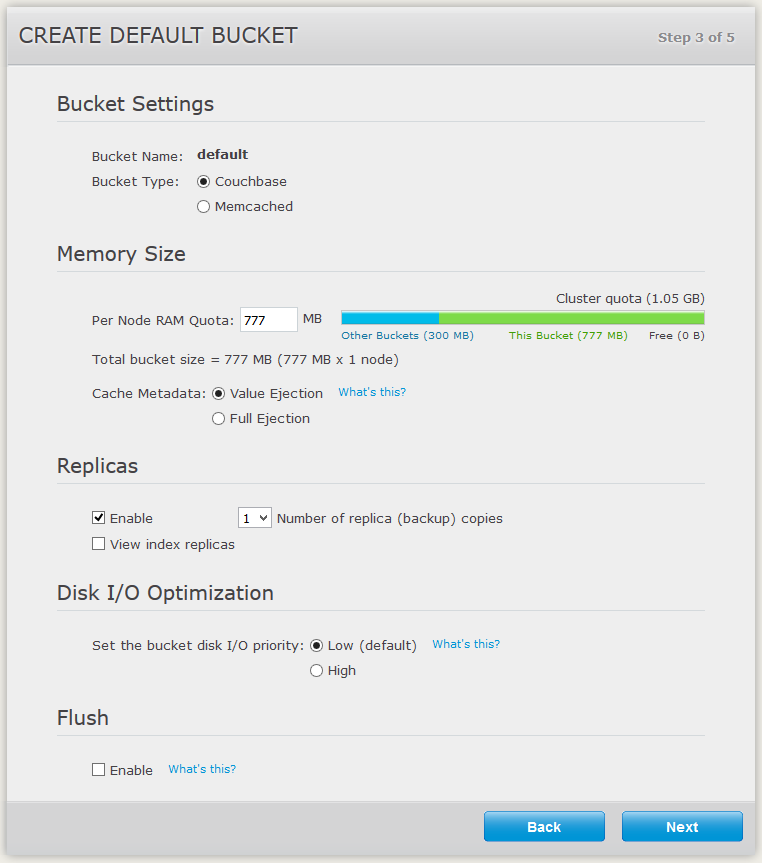 CREATE DEFAULT BUCKET Step 3 of 5
Bucket Settings
Bucket Name: default
Bucket Type: Couchbase
Memcached
Memory Size
Cluster quota (1.05 GB)
Per Node RAM Quota: 777 MB
Other Buckets (300 MB) This Bucket (777 MB) Free (0 B)
Total bucket size = 777 MB (777 MB x 1 node)
Cache Metadata: Value Ejection What's this?
Full Ejection
Replicas
Enable 1 Number of replica (backup) copies
View index replicas
Disk I/O Optimization
Set the bucket disk I/O priority: Low (default) What's this?
High
Flush
Enable What's this?
Back Next